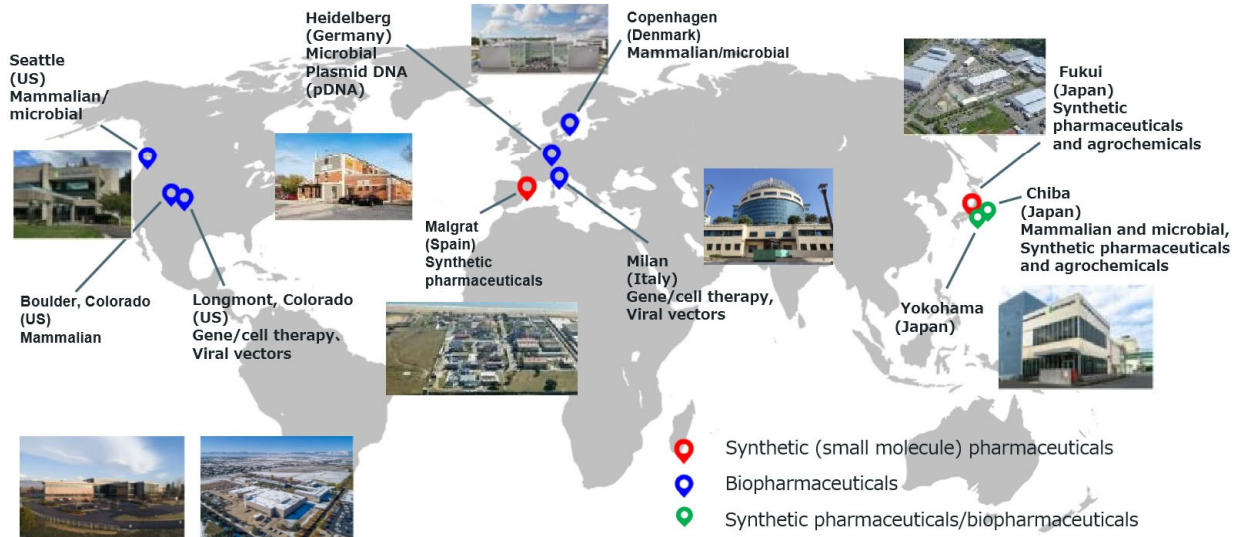 Seattle
(US)
Mammalian/
microbial
Heidelberg
(Germany)
Microbial
Plasmid DNA
(pDNA)
Copenhagen
(Denmark)
Mammalian/microbial
Fukui
(Japan)
Synthetic
pharmaceuticals
and agrochemicals
Chiba
(Japan)
Mammalian and microbial,
Synthetic pharmaceuticals
and agrochemicals
Malgrat
(Spain)
Synthetic
pharmaceuticals
Milan
(Italy)
Gene/cell therapy,
Viral vectors
Yokohama
(Japan)
Boulder, Colorado
(US)
Mammalian
Longmont, Colorado
(US)
Gene/cell therapy、
Viral vectors
Synthetic (small molecule) pharmaceuticals
Biopharmaceuticals
Synthetic pharmaceuticals/biopharmaceuticals